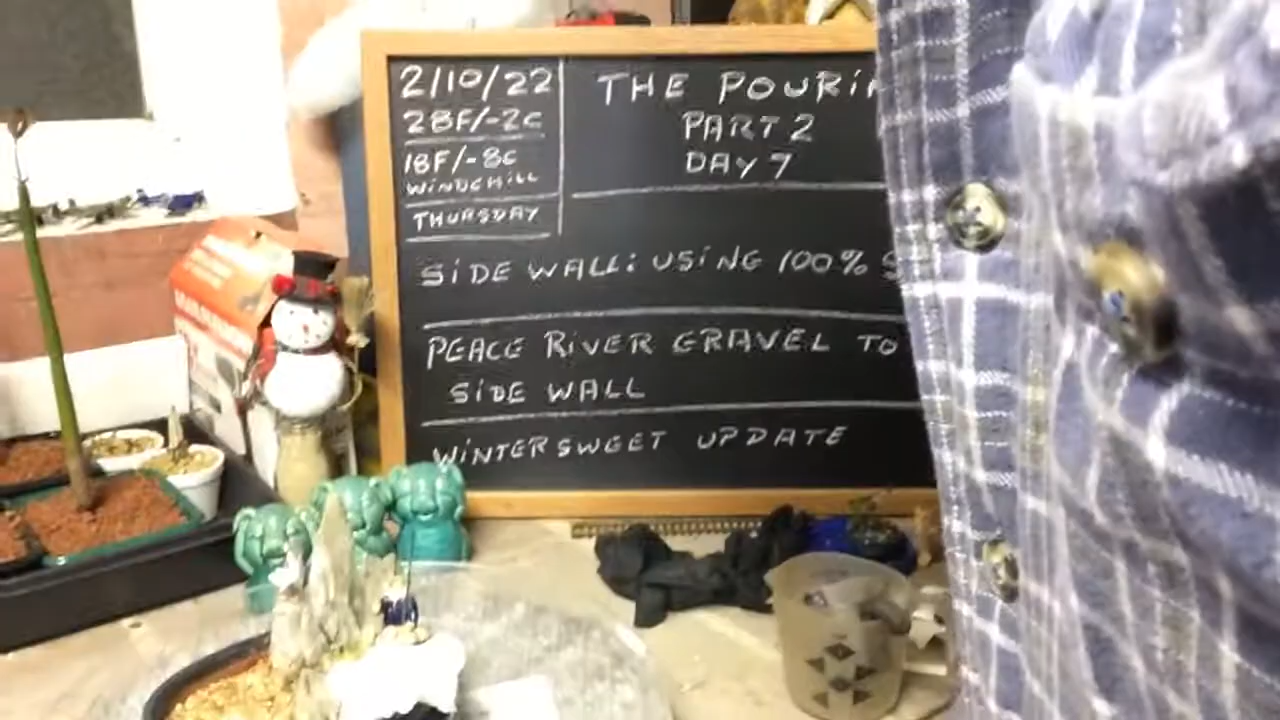 2/10/22
28F/-2C
18F/-8C
WINDCHILL
THURSDAY
THE POURI
PART 2
DAY 7
SIDE WALL: USING 100%
PEACE RIVER GRAVEL TO
SIDE WALL
WINTERSWEET UPDATE